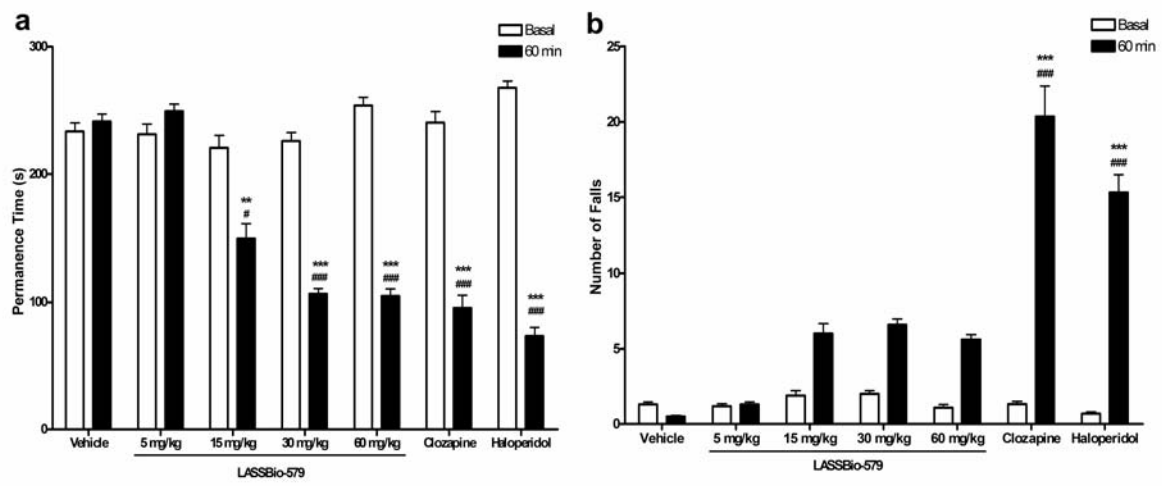 a
Basal
60 min
300
200
100
0
Permanence Time (s)
**
#
***
###
***
###
***
###
***
###
Vehicle 5 mg/kg 15 mg/kg 30 mg/kg 60 mg/kg Clozapine Haloperidol
LASSBio-579
b
Basal
60 min
25
20
15
10
5
0
Number of Falls
***
###
***
###
Vehicle 5 mg/kg 15 mg/kg 30 mg/kg 60 mg/kg Clozapine Haloperidol
LASSBio-579